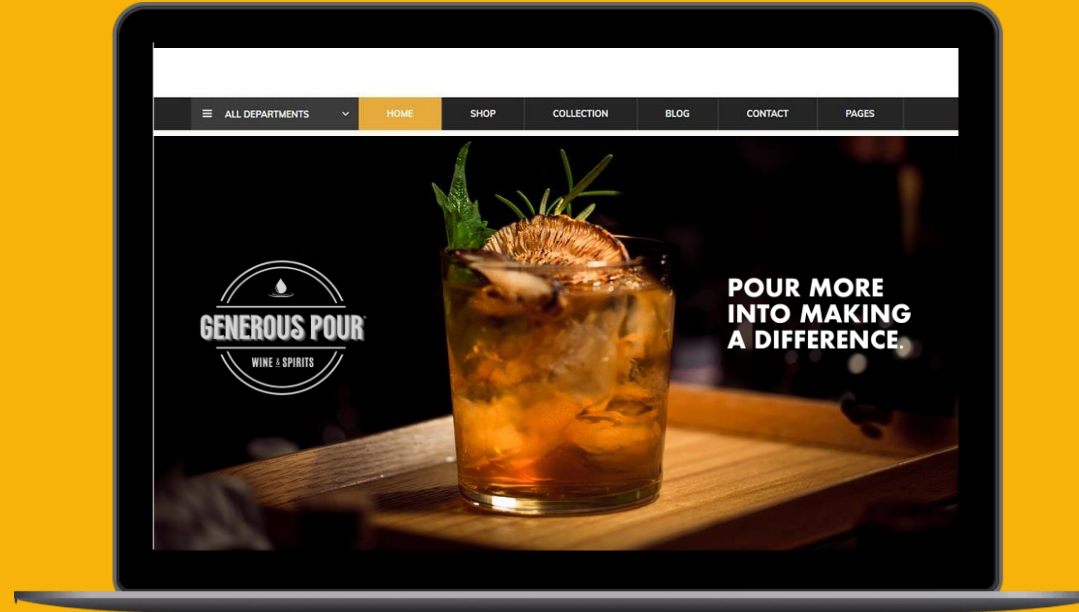 ALL DEPARTMENTS
HOME
SHOP
COLLECTION
BLOG
CONTACT
PAGES
GENEROUS POUR
WINE & SPIRITS
POUR MORE
INTO MAKING
A DIFFERENCE.